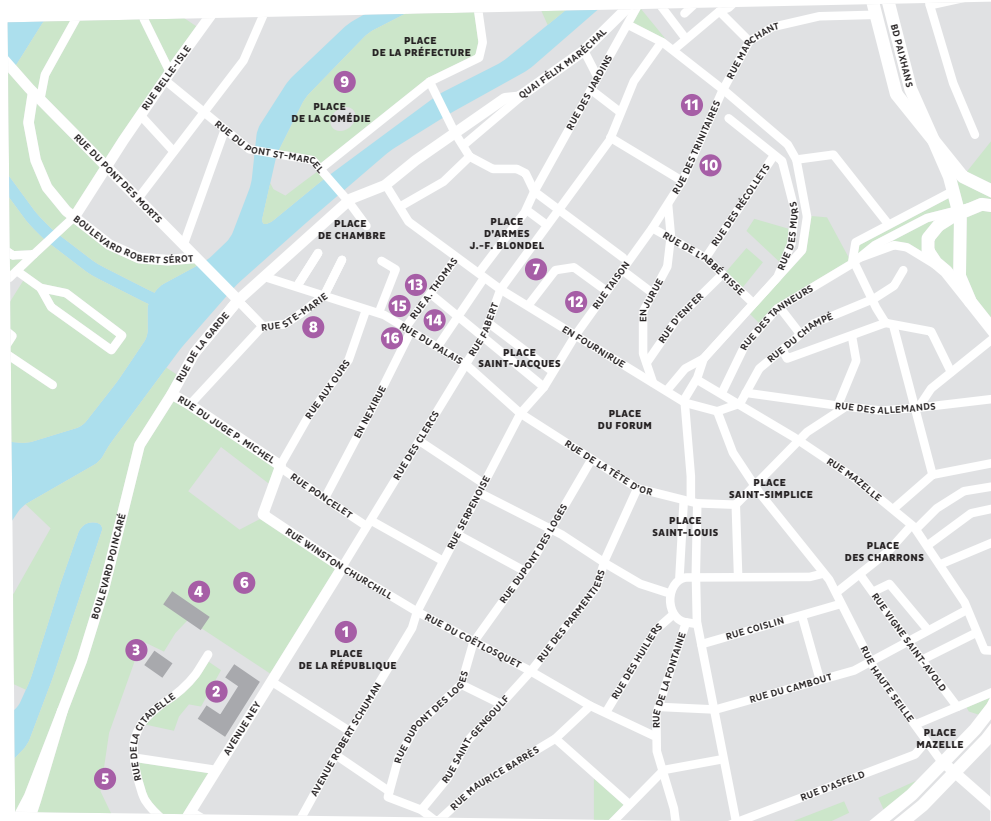 PLACE
DE LA PRÉFECTURE
9
PLACE
DE LA COMÉDIE
RUE BELLE-ISLE
RUE DU PONT ST-MARCEL
RUE DU PONT DES MORTS
BOULEVARD ROBERT SÉROT
QUAI FÉLIX MARÉCHAL
RUE DES JARDINS
RUE MARCHANT
BD PAIXHANS
11
RUE DES TRINITAIRES
10
RUE DES RÉCOLLETS
RUE DES MURS
PLACE
DE CHAMBRE
PLACE
D'ARMES
J.-F. BLONDEL
7
RUE DE L'ABBÉ RISSE
13
RUE A. THOMAS
15
14
16
12
RUE TAISON
EN JURUE
RUE D'ENFER
RUE DES TANNEURS
RUE DU CHAMPÉ
RUE STE-MARIE
8
RUE DE LA GARDE
RUE DU PALAIS
RUE FABERT
PLACE
SAINT-JACQUES
EN FOURNIRUE
RUE AUX OURS
EN NEXIRUE
RUE DES CLERCS
PLACE
DU FORUM
RUE DES ALLEMANDS
RUE DU JUGE P. MICHEL
RUE PONCELET
RUE SERPENOISE
RUE DE LA TÊTE D'OR
PLACE
SAINT-SIMPLICE
RUE MAZELLE
PLACE
SAINT-LOUIS
PLACE
DES CHARRONS
BOULEVARD POINCARÉ
RUE WINSTON CHURCHILL
RUE DUPONT DES LOGES
4
6
RUE DES PARMENTIERS
RUE DU COËTLOSQUET
1
PLACE
DE LA RÉPUBLIQUE
3
2
RUE DES HUILIERS
RUE DE LA FONTAINE
RUE COISLIN
RUE VIGNE SAINT-AVOLD
RUE HAUTE SEILLE
RUE DU CAMBOUT
RUE DE LA CITADELLE
AVENUE NEY
AVENUE ROBERT SCHUMAN
RUE DUPONT DES LOGES
RUE SAINT-GENGOULF
RUE MAURICE BARRÈS
PLACE
MAZELLE
RUE D'ASFELD
5